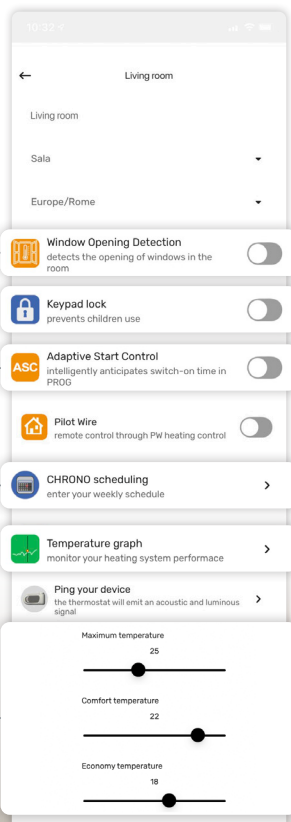 10:32
Living room
Living room
Sala
Europe/Rome
Window Opening Detection
detects the opening of windows in the
room
Keypad lock
prevents children use
ASC
Adaptive Start Control
intelligently anticipates switch-on time in
PROG
Pilot Wire
remote control through PW heating control
CHRONO scheduling
enter your weekly schedule
Temperature graph
monitor your heating system performace
Ping your device
the thermostat will emit an acoustic and luminous
signal
Maximum temperature
25
Comfort temperature
22
Economy temperature
18